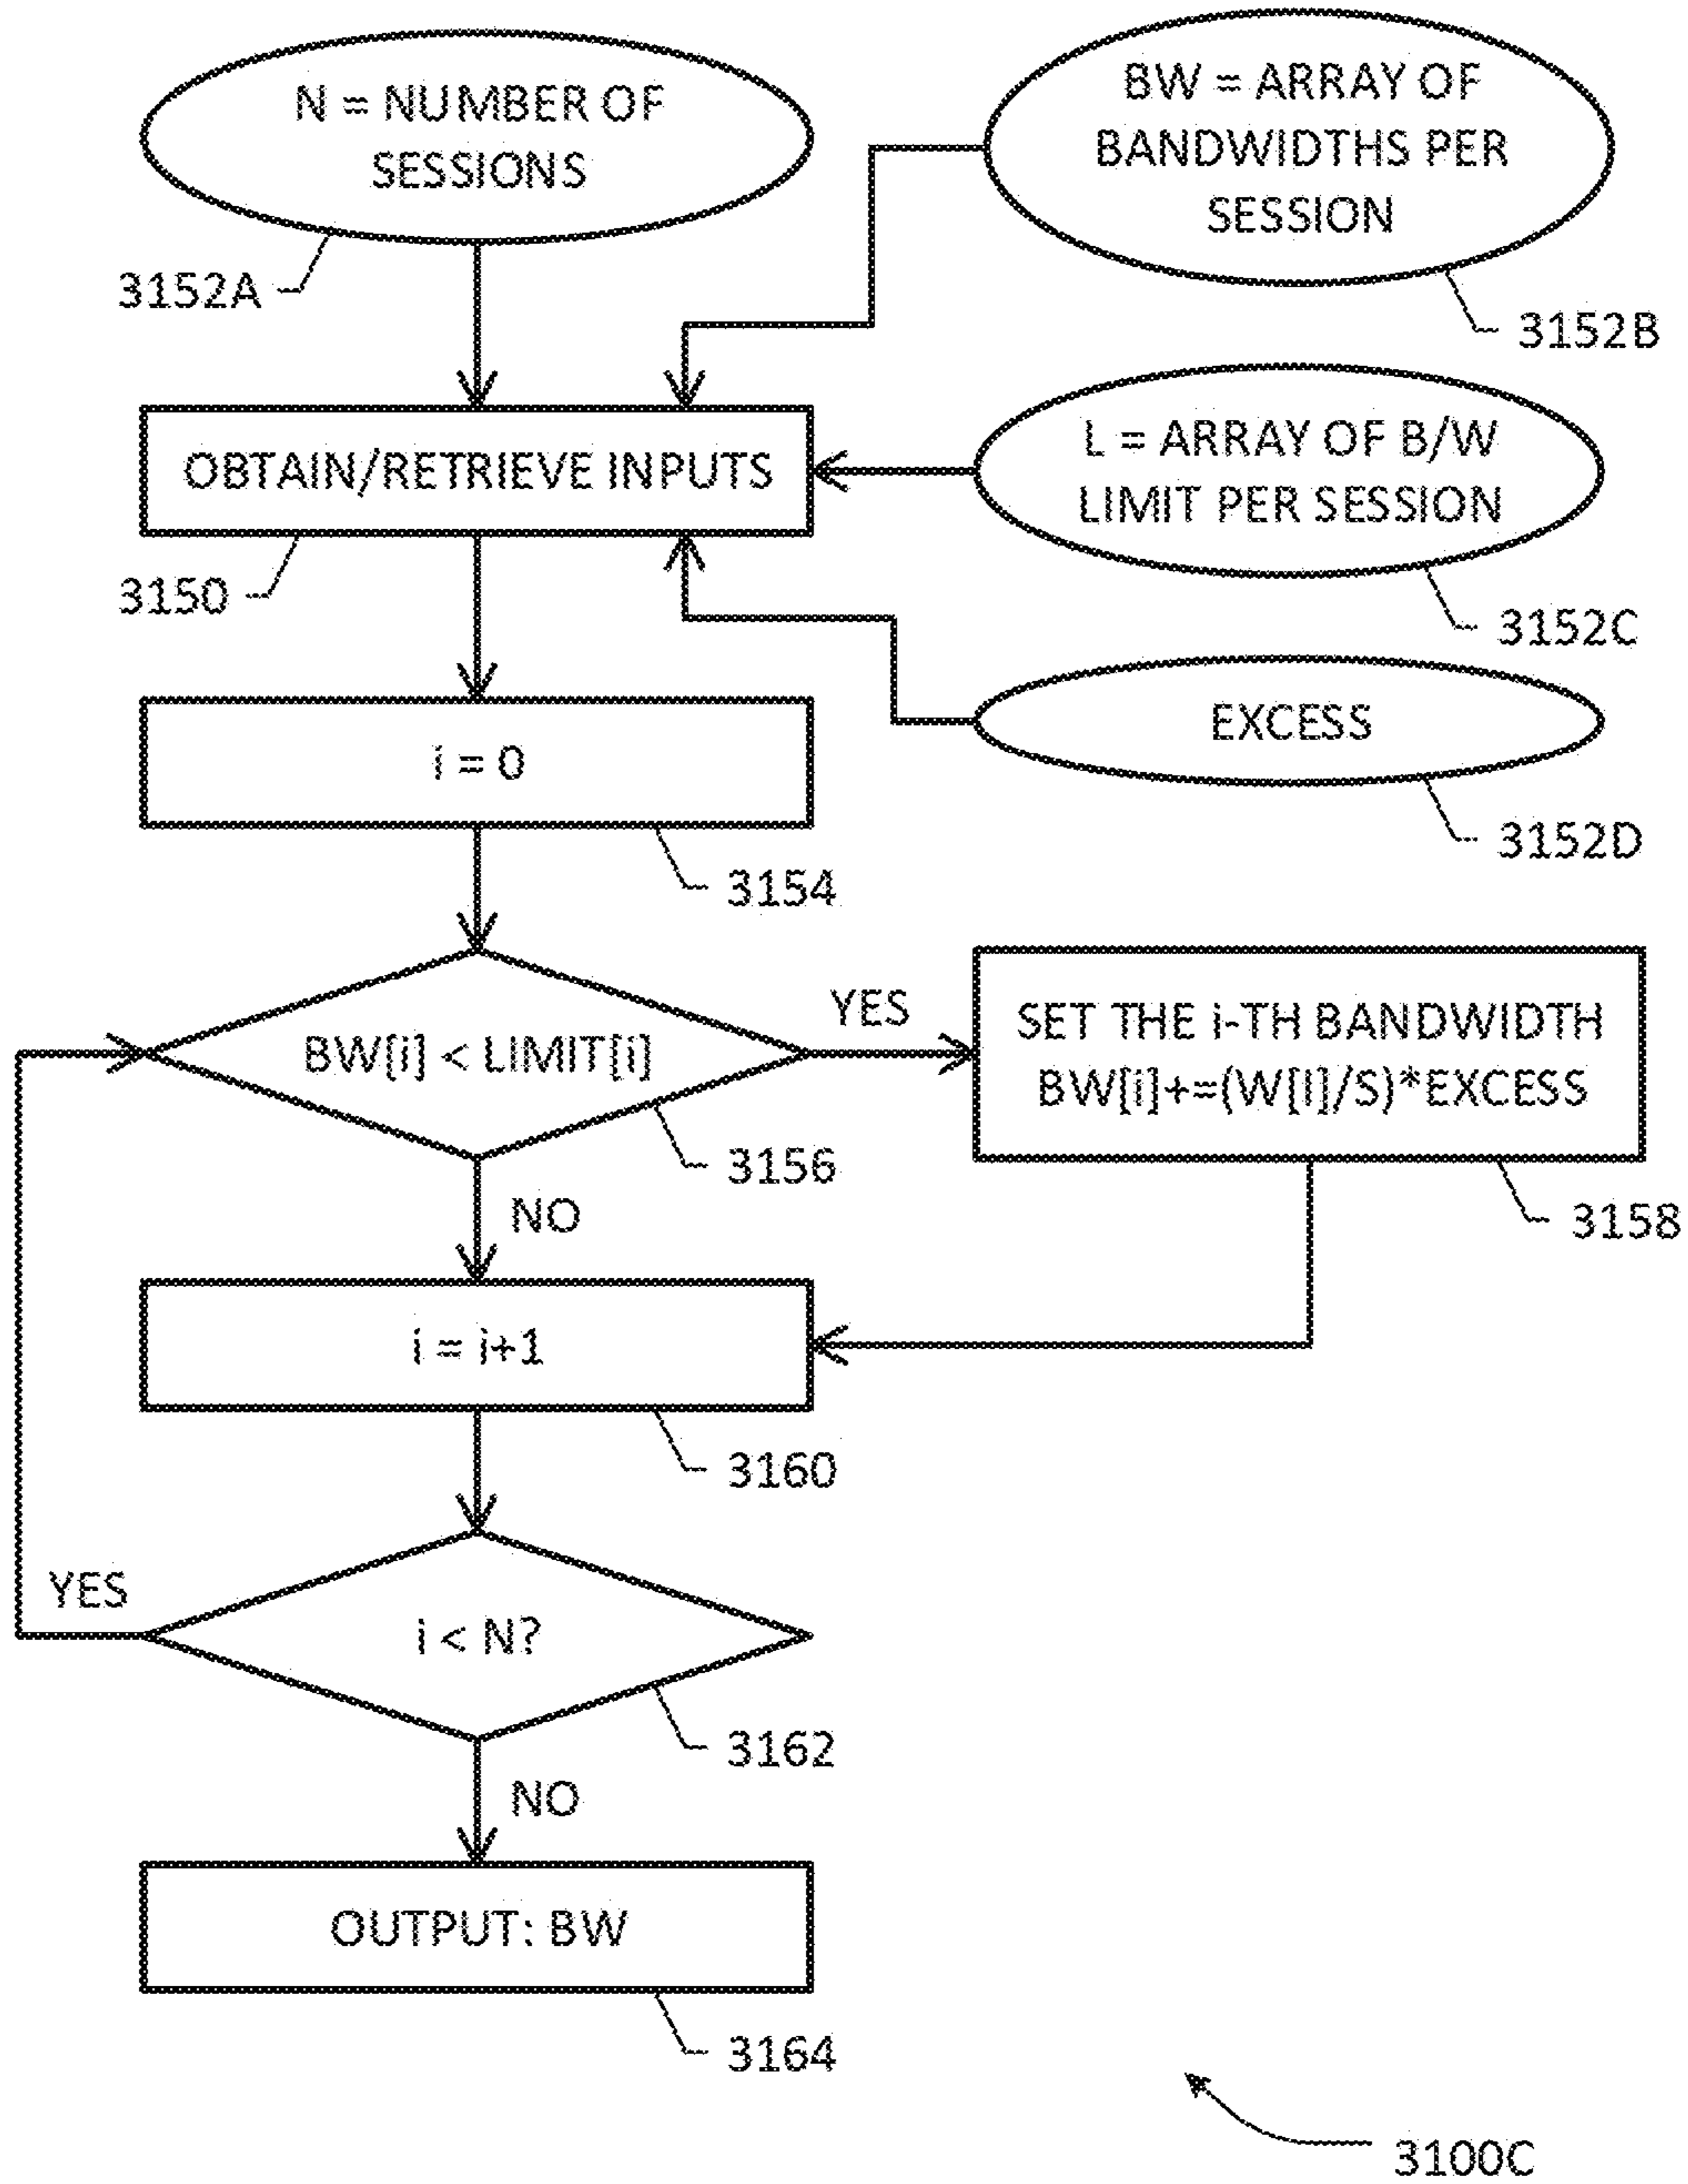 N = NUMBER OF
SESSIONS
3152A
BW = ARRAY OF
BANDWIDTHS PER
SESSION
3152B
OBTAIN/RETRIEVE INPUTS
3150
L = ARRAY OF B/W
LIMIT PER SESSION
3152C
EXCESS
3152D
i = 0
3154
BW[i] < LIMIT[i]
3156
YES
SET THE i-TH BANDWIDTH
BW[i]+=(W[I]/S)*EXCESS
3158
NO
i = i+1
3160
YES
i < N?
3162
NO
OUTPUT: BW
3164
3100C